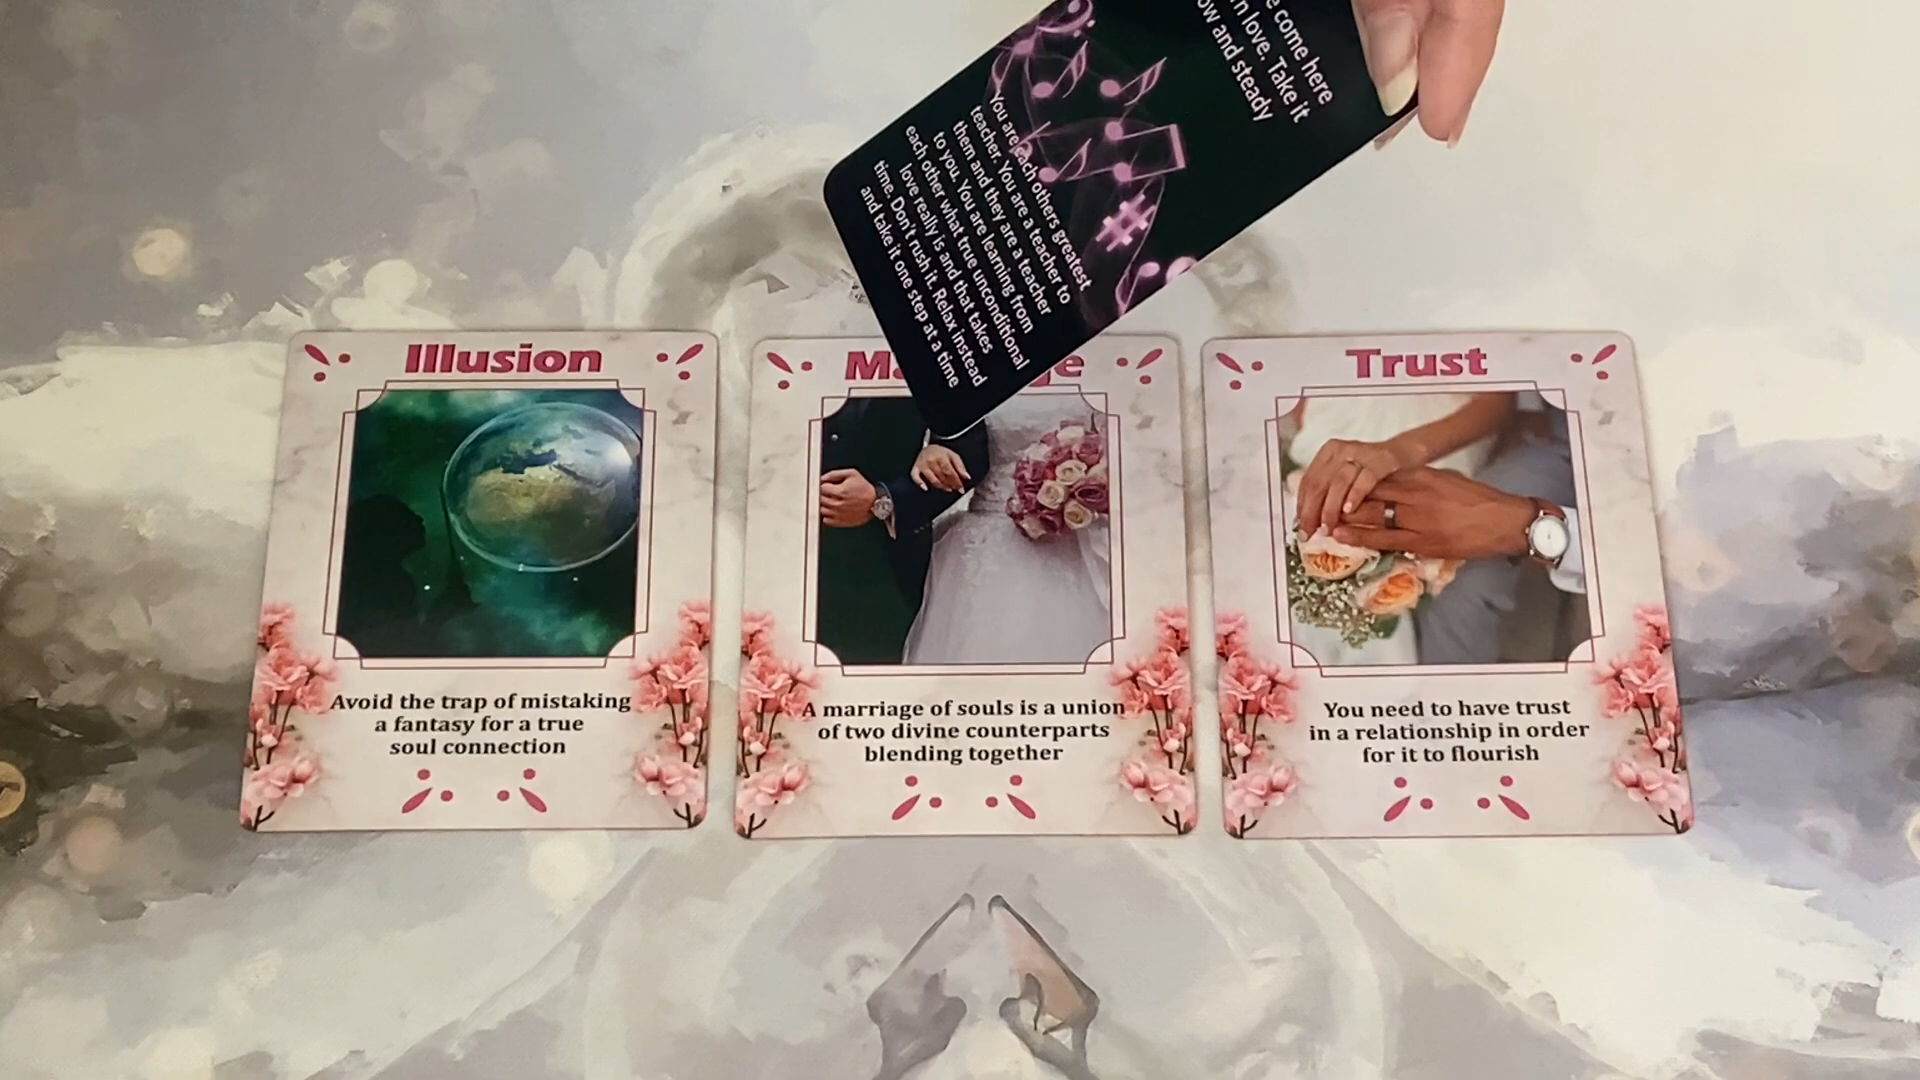 e come here
n love. Take it
ow and steady
You are each others greatest
teacher. You are a teacher to
them and they are a teacher
to you. You are learning from
each other what true unconditional
love really is and that takes
time. Don't rush it. Relax instead
and take it one step at a time
Illusion
Avoid the trap of mistaking
a fantasy for a true
soul connection
A marriage of souls is a union
of two divine counterparts
blending together
Trust
You need to have trust
in a relationship in order
for it to flourish